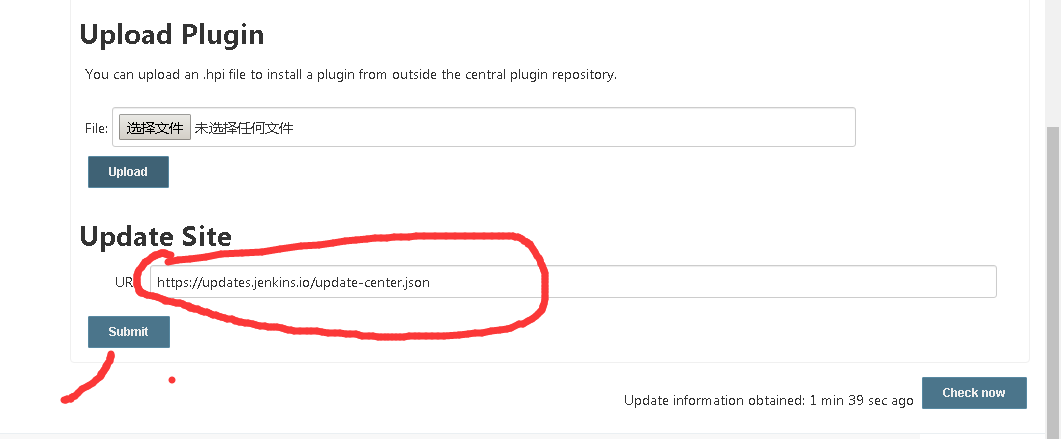 Upload Plugin
You can upload an .hpi file to install a plugin from outside the central plugin repository.
File: 选择文件 未选择任何文件
Upload
Update Site
UR https://updates.jenkins.io/update-center.json
Submit
Update information obtained: 1 min 39 sec ago Check now